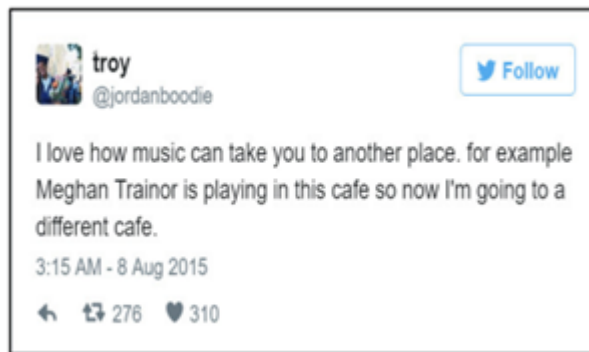 troy
Follow
@jordanboodie
I love how music can take you to another place. for example
Meghan Trainor is playing in this cafe so now I'm going to a
different cafe.
3:15 AM - 8 Aug 2015
276 310